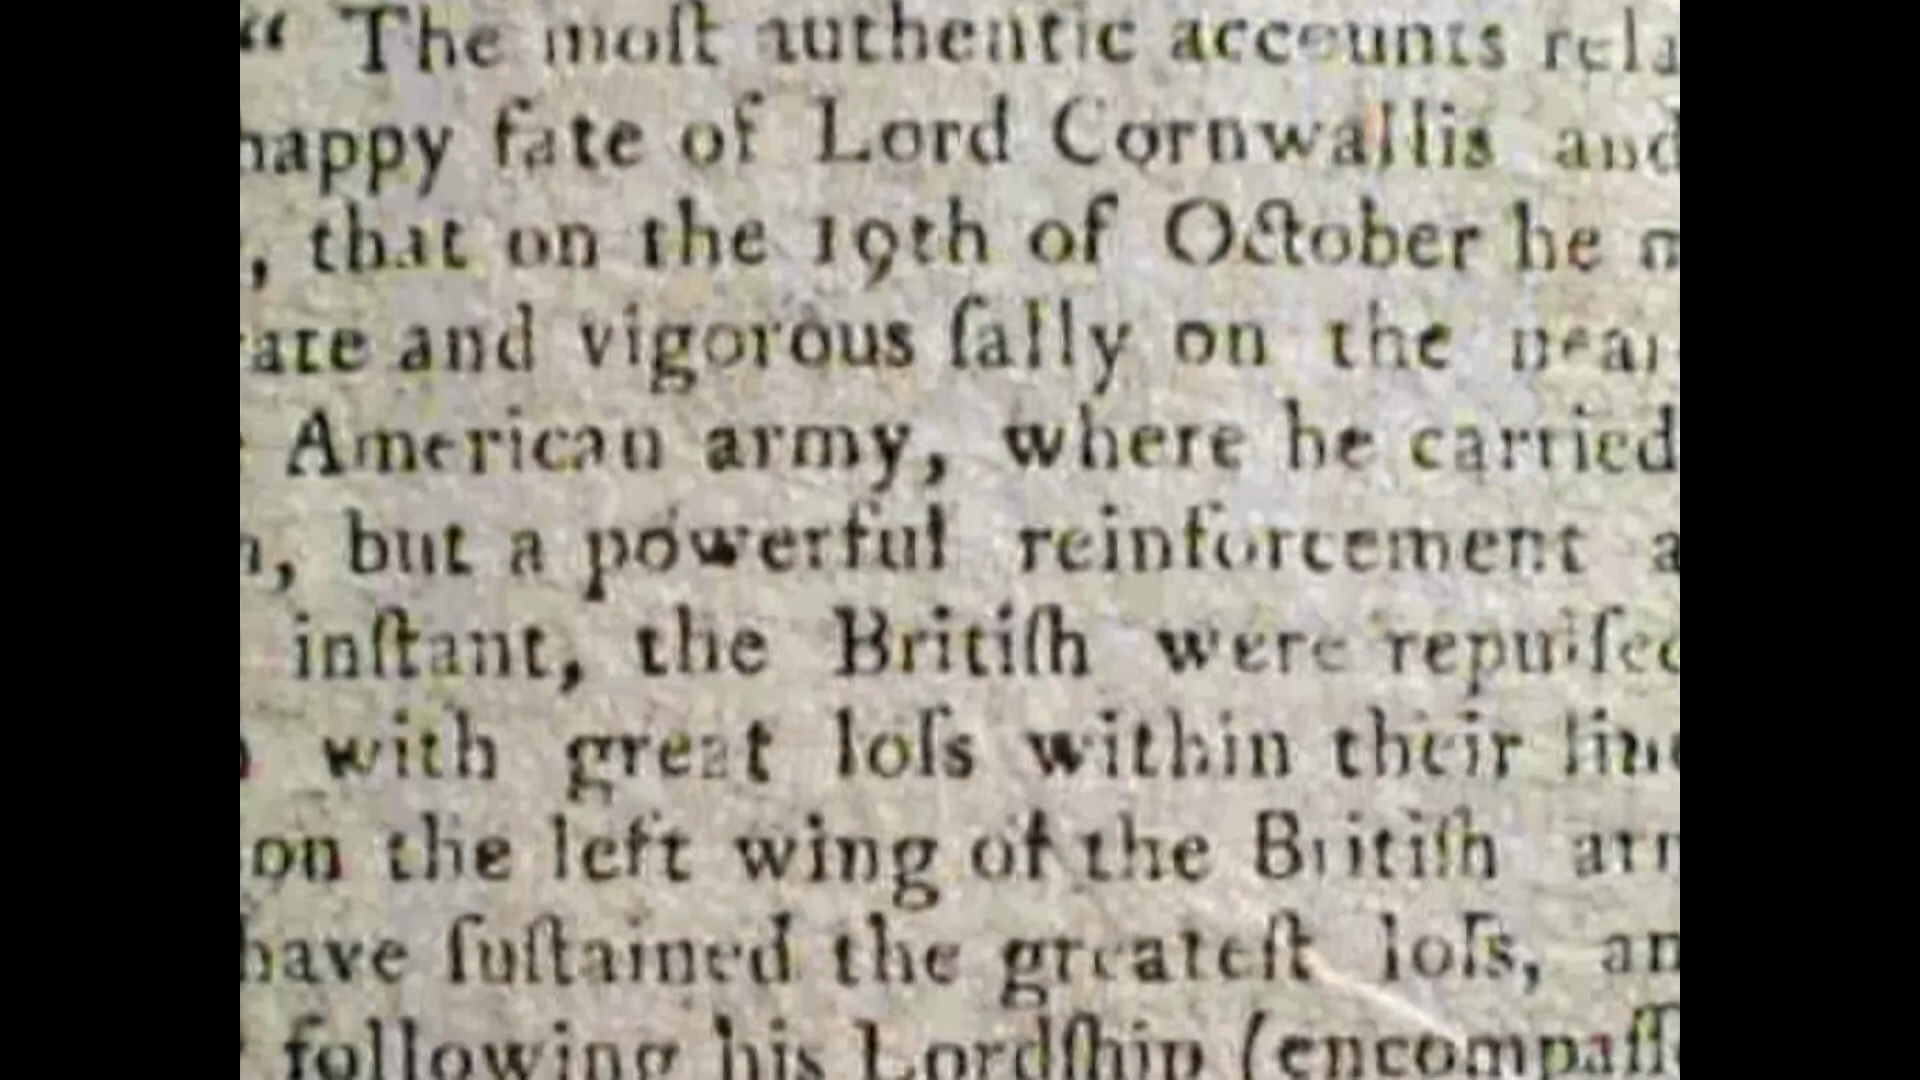 “ The moſt authentic accounts rela
happy fate of Lord Cornwallis and
, that on the 19th of October he m
rate and vigorous ſally on the near
American army, where he carried
n, but a powerful reinforcement a
inſtant, the Britiſh were repulſed
with great loſs within their line
on the left wing of the Britiſh arm
have ſuſtained the greateſt loſs, an
following his Lordſhip (encompaſſe